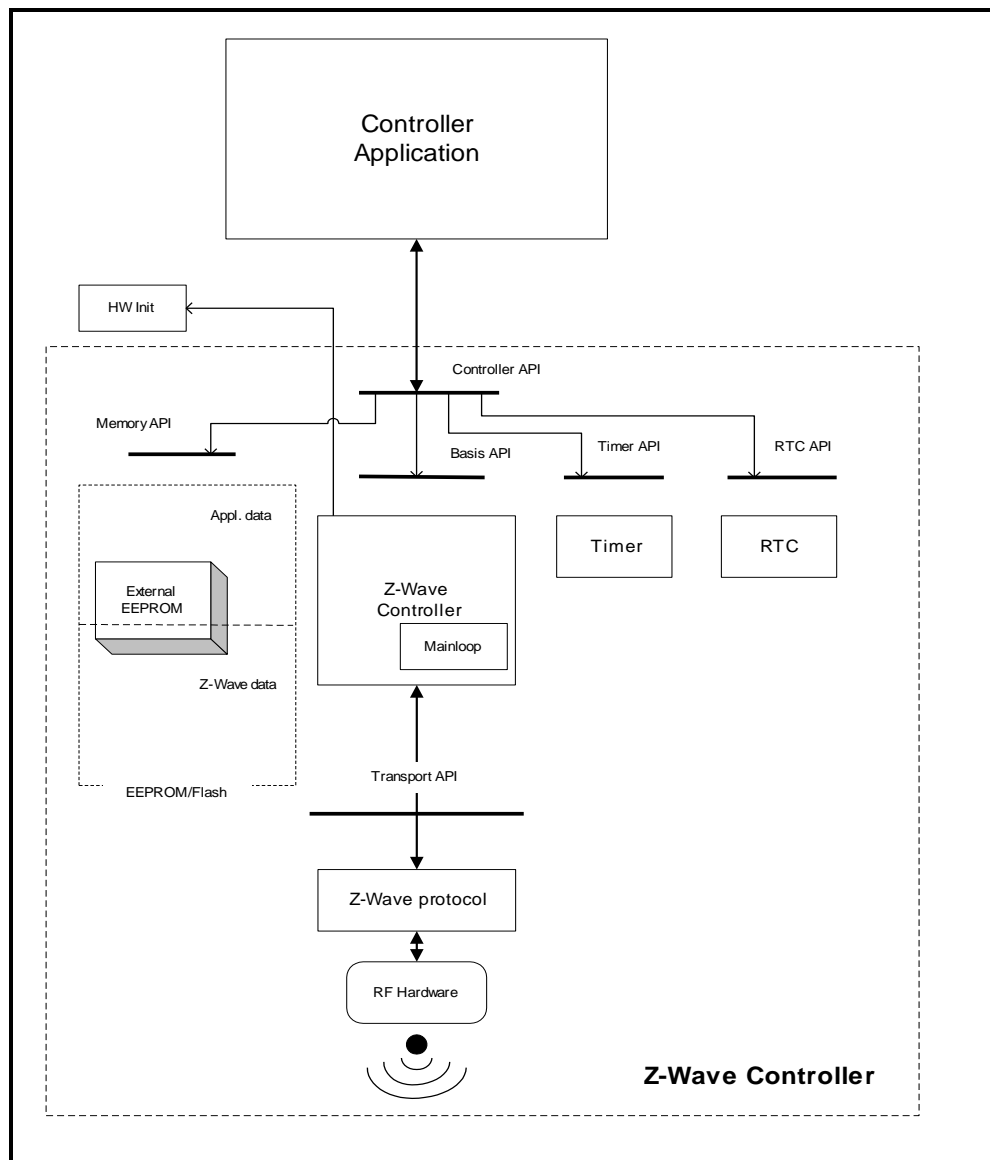 Controller
Application
HW Init
Controller API
Memory API
Basis API
Timer API
RTC API
Appl. data
External
EEPROM
Z-Wave data
EEPROM/Flash
Z-Wave
Controller
Mainloop
Timer
RTC
Transport API
Z-Wave protocol
RF Hardware
Z-Wave Controller